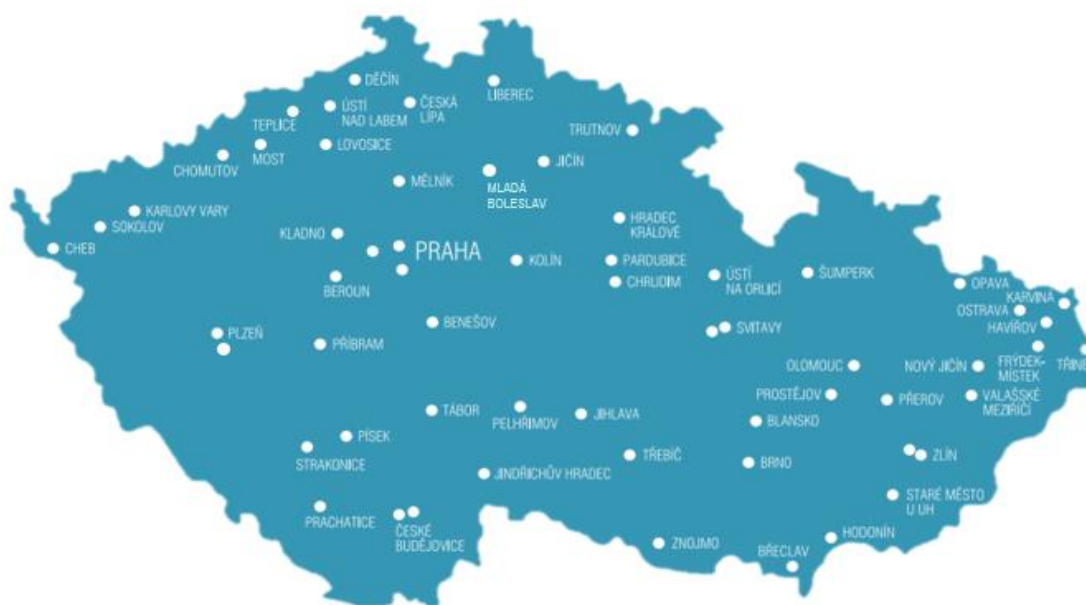 DĚČÍN
LIBEREC
ÚSTÍ
NAD LABEM
ČESKÁ
LÍPA
TEPLICE
TRUTNOV
MOST
LOVOSICE
CHOMUTOV
JIČÍN
MĚLNÍK
MLADÁ
BOLESLAV
KARLOVY VARY
SOKOLOV
HRADEC
KRÁLOVÉ
KLADNO
CHEB
PRAHA
KOLÍN
PARDUBICE
BEROUN
CHRUDIM
ÚSTÍ
NA ORLICÍ
ŠUMPERK
OPAVA
KARVINA
OSTRAVA
HAVÍŘOV
BENEŠOV
SVITAVY
PLZEŇ
PŘÍBRAM
OLOMOUC
NOVÝ JIČÍN
FRÝDEK-
MÍSTEK
TŘINE
PROSTĚJOV
PŘEROV
VALAŠSKÉ
MEZIŘÍČÍ
TÁBOR
PELHŘIMOV
JIHLAVA
BLANSKO
PÍSEK
STRAKONICE
TŘEBÍČ
BRNO
ZLÍN
JINDŘICHŮV HRADEC
STARÉ MĚSTO
U UH
PRACHATICE
ČESKÉ
BUDĚJOVICE
HODONÍN
ZNOJMO
BŘECLAV